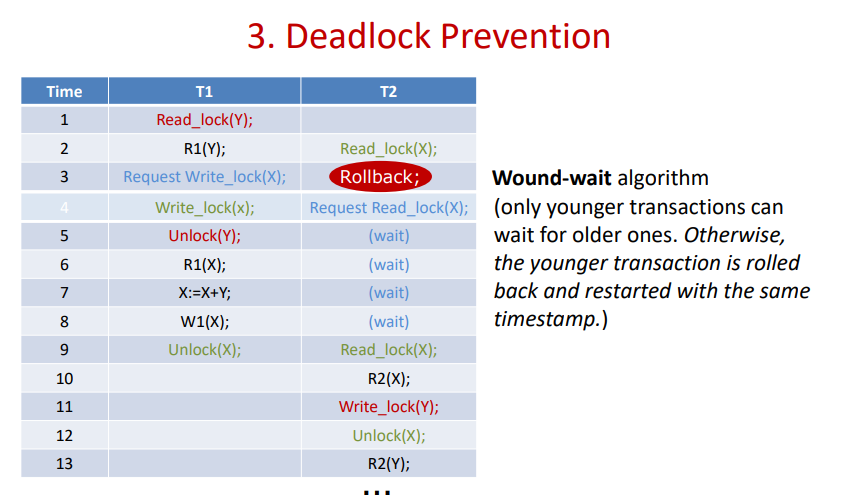 3. Deadlock Prevention
Time T1 T2
1 Read_lock(Y);
2 R1(Y); Read_lock(X);
3 Request Write_lock(X); Rollback;
4 Write_lock(x); Request Read_lock(X);
5 Unlock(Y); (wait)
6 R1(X); (wait)
7 X:=X+Y; (wait)
8 W1(X); (wait)
9 Unlock(X); Read_lock(X);
10 R2(X);
11 Write_lock(Y);
12 Unlock(X);
13 R2(Y);
...
Wound-wait algorithm
(only younger transactions can
wait for older ones. Otherwise,
the younger transaction is rolled
back and restarted with the same
timestamp.)